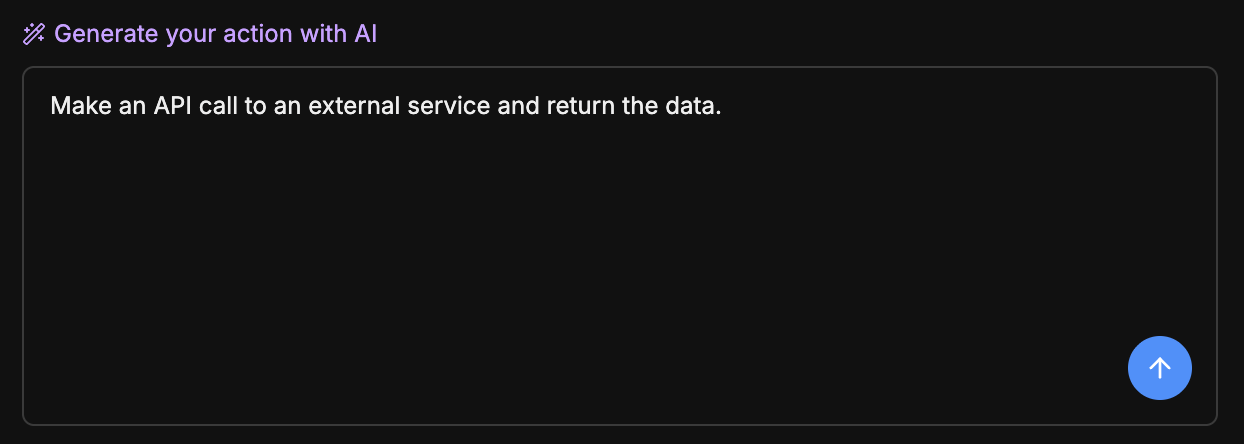 Generate your action with AI
Make an API call to an external service and return the data.